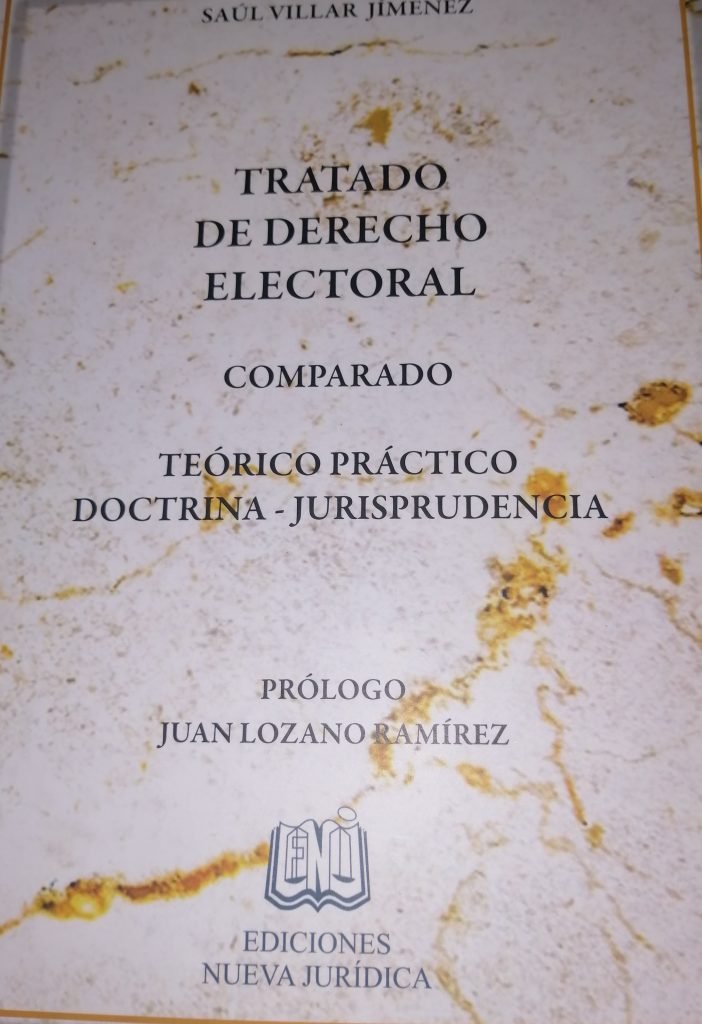 SAÚL VILLAR JIMÉNEZ
TRATADO
DE DERECHO
ELECTORAL
COMPARADO
TEÓRICO PRÁCTICO
DOCTRINA - JURISPRUDENCIA
PRÓLOGO
JUAN LOZANO RAMÍREZ
ENJ
EDICIONES
NUEVA JURÍDICA